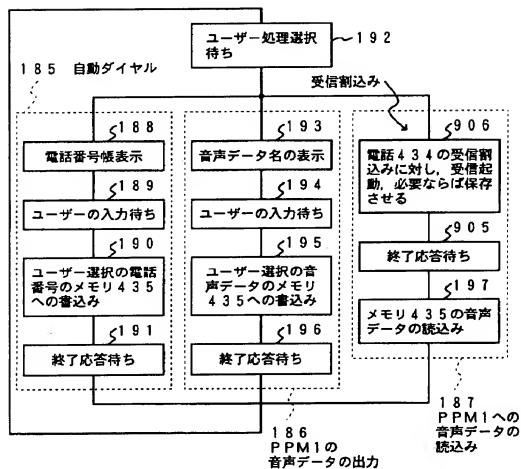 ユーザー処理選択
待ち
192
185 自動ダイヤル
受信割込み
188
電話番号帳表示
189
ユーザーの入力待ち
190
ユーザー選択の電話
番号のメモリ435
への書込み
191
終了応答待ち
193
音声データ名の表示
194
ユーザーの入力待ち
195
ユーザー選択の音
声データのメモリ
435への書込み
196
終了応答待ち
906
電話434の受信割
込みに対し,受信起
動,必要ならば保存
させる
905
終了応答待ち
197
メモリ435の音声
データの読込み
186
PPM1の
音声データの出力
187
PPM1への
音声データの
読込み